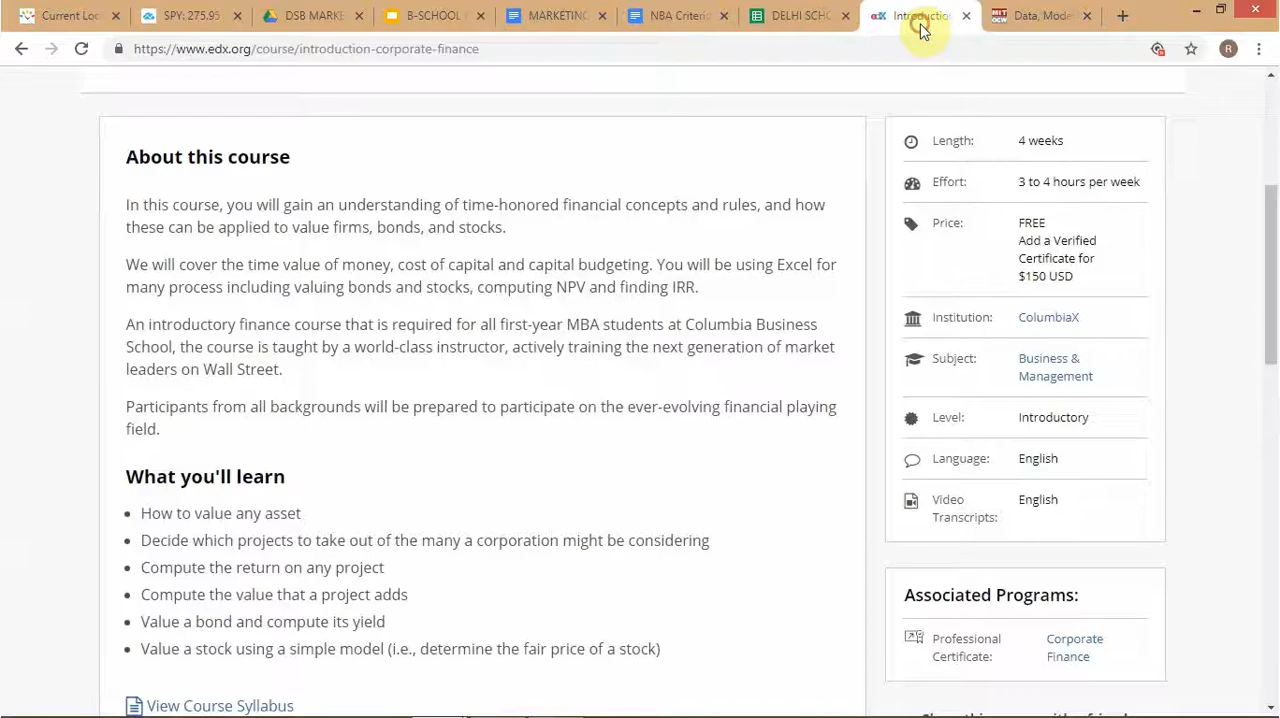 Current Lo
SPY: 275.95
DSB MARKE
B-SCHOOL
MARKETING
NBA Criteri
DELHI SCHO
edX Introductio
MIT OCW Data, Mode
https://www.edx.org/course/introduction-corporate-finance
R
About this course
In this course, you will gain an understanding of time-honored financial concepts and rules, and how
these can be applied to value firms, bonds, and stocks.
We will cover the time value of money, cost of capital and capital budgeting. You will be using Excel for
many process including valuing bonds and stocks, computing NPV and finding IRR.
An introductory finance course that is required for all first-year MBA students at Columbia Business
School, the course is taught by a world-class instructor, actively training the next generation of market
leaders on Wall Street.
Participants from all backgrounds will be prepared to participate on the ever-evolving financial playing
field.
What you'll learn
How to value any asset
Decide which projects to take out of the many a corporation might be considering
Compute the return on any project
Compute the value that a project adds
Value a bond and compute its yield
Value a stock using a simple model (i.e., determine the fair price of a stock)
View Course Syllabus
Length: 4 weeks
Effort: 3 to 4 hours per week
Price: FREE
Add a Verified
Certificate for
$150 USD
Institution: ColumbiaX
Subject: Business &
Management
Level: Introductory
Language: English
Video English
Transcripts:
Associated Programs:
Professional Corporate
Certificate: Finance